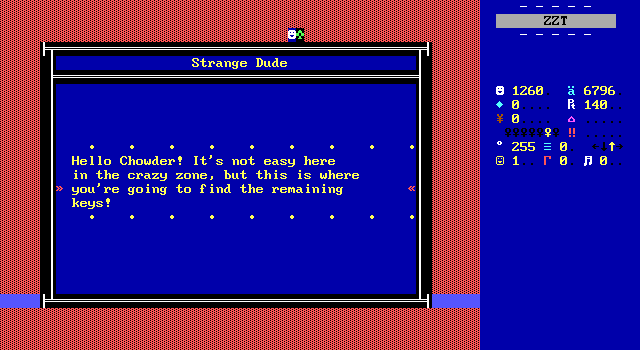 ZZT
Strange Dude
Hello Chowder! It's not easy here
in the crazy zone, but this is where
» you're going to find the remaining «
keys!
1260 ä 6796
0 140
¥ 0
‼
255 0
1 0 0